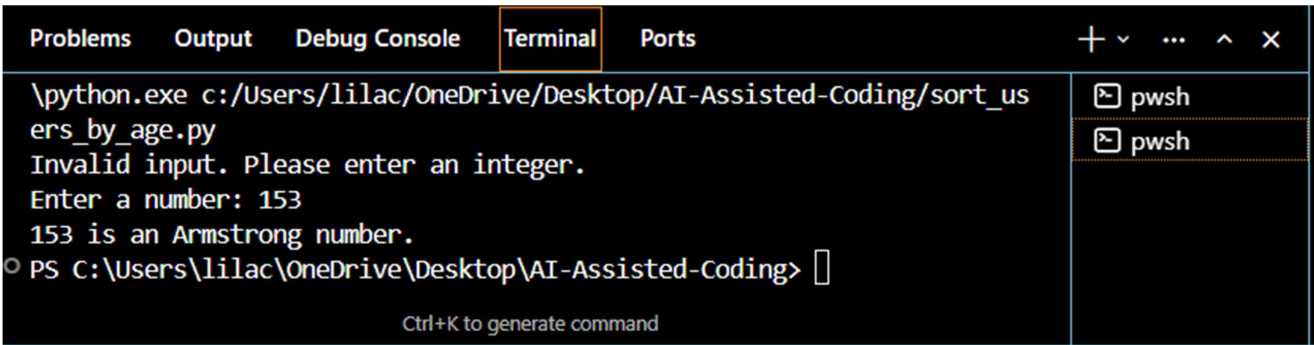 Problems Output Debug Console Terminal Ports
\python.exe c:/Users/lilac/OneDrive/Desktop/AI-Assisted-Coding/sort_us
ers_by_age.py
Invalid input. Please enter an integer.
Enter a number: 153
153 is an Armstrong number.
PS C:\Users\lilac\OneDrive\Desktop\AI-Assisted-Coding>
Ctrl+K to generate command
pwsh
pwsh